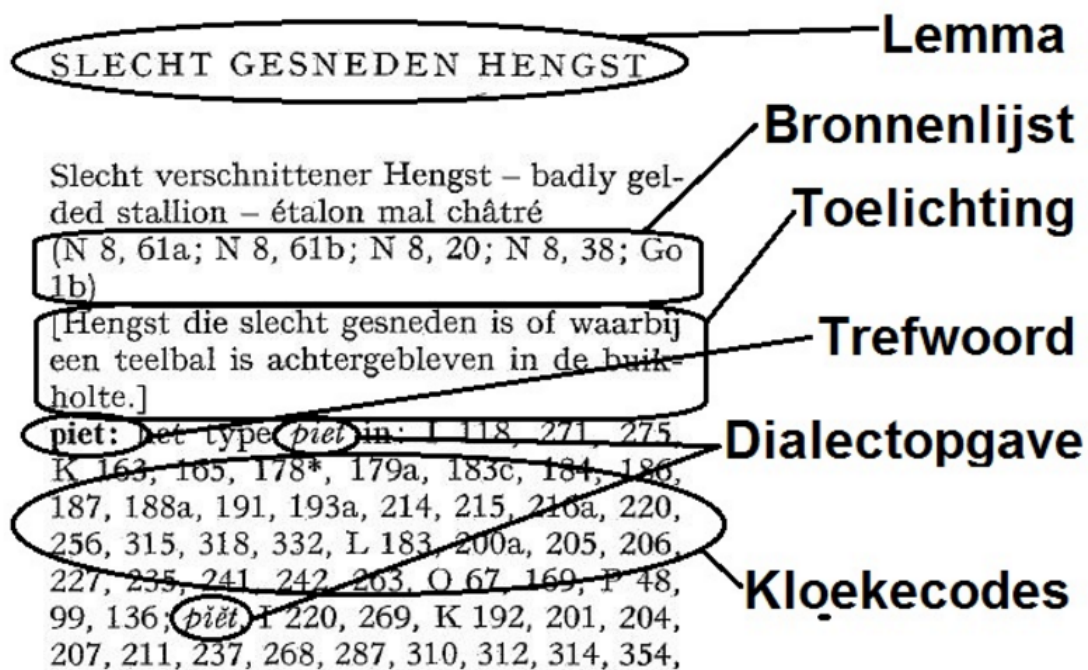 SLECHT GESNEDEN HENGST
Lemma
Bronnenlijst
Slecht verschnittener Hengst – badly gel-
ded stallion – étalon mal châtré
Toelichting
(N 8, 61a; N 8, 61b; N 8, 20; N 8, 38; Go
1b)
[Hengst die slecht gesneden is of waarbij
een teelbal is achtergebleven in de buik-
holte.]
Trefwoord
piet: het type piet in: I 118, 271, 275,
Dialectopgave
K 163, 165, 178*, 179a, 183c, 184, 186,
187, 188a, 191, 193a, 214, 215, 216a, 220,
256, 315, 318, 332, L 183, 200a, 205, 206,
227, 235, 241, 242, 263, O 67, 169, P 48,
Kloekecodes
99, 136; pĭĕt, I 220, 269, K 192, 201, 204,
207, 211, 237, 268, 287, 310, 312, 314, 354,